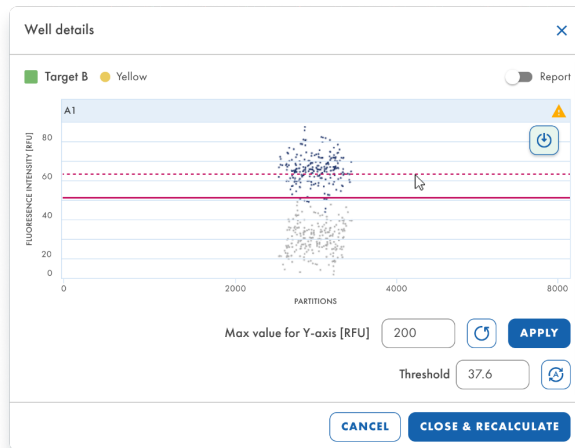 Well details
Target B Yellow Report
A1
FLUORESENCE INTENSITY [RFU]
80
60
40
20
0
0 2000 4000 8000
PARTITIONS
Max value for Y-axis [RFU] 200 APPLY
Threshold 37.6 A
CANCEL CLOSE & RECALCULATE